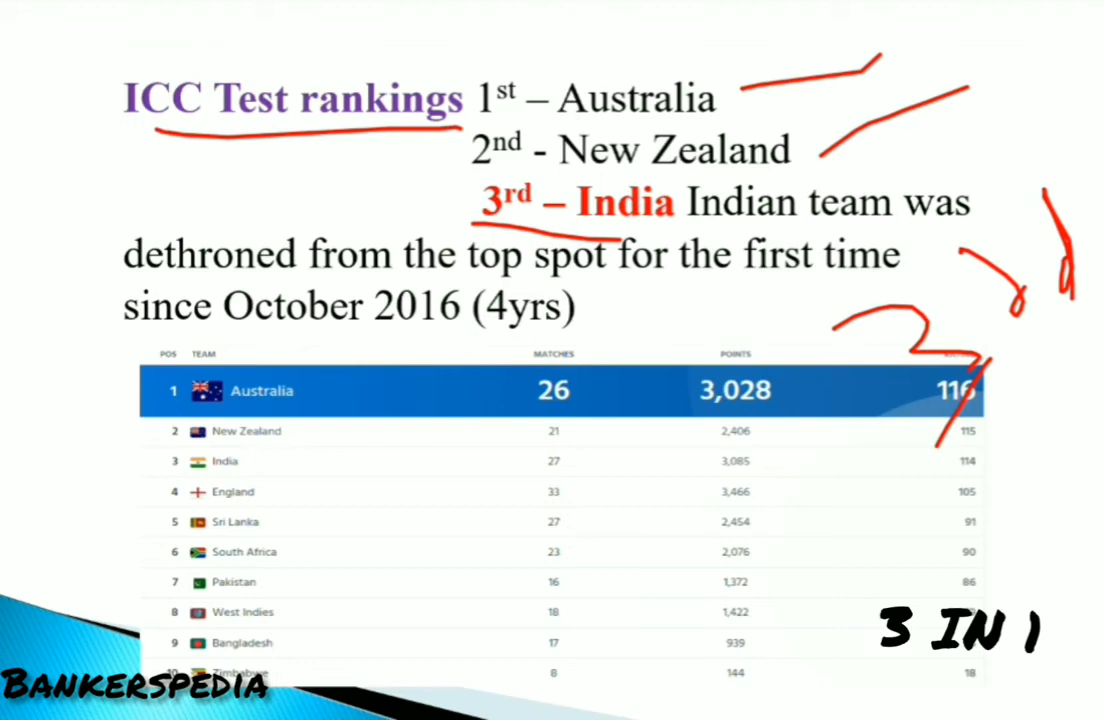 ICC Test rankings 1st – Australia
2nd - New Zealand
3rd – India Indian team was
dethroned from the top spot for the first time
since October 2016 (4yrs)
POS TEAM MATCHES POINTS
1 Australia 26 3,028 116
2 New Zealand 21 2,406 115
3 India 27 3,085 114
4 England 33 3,466 105
5 Sri Lanka 27 2,454 91
6 South Africa 23 2,076 90
7 Pakistan 16 1,372 86
8 West Indies 18 1,422
9 Bangladesh 17 939
10 Zimbabwe 8 144 18
3 IN 1
BANKERSPEDIA